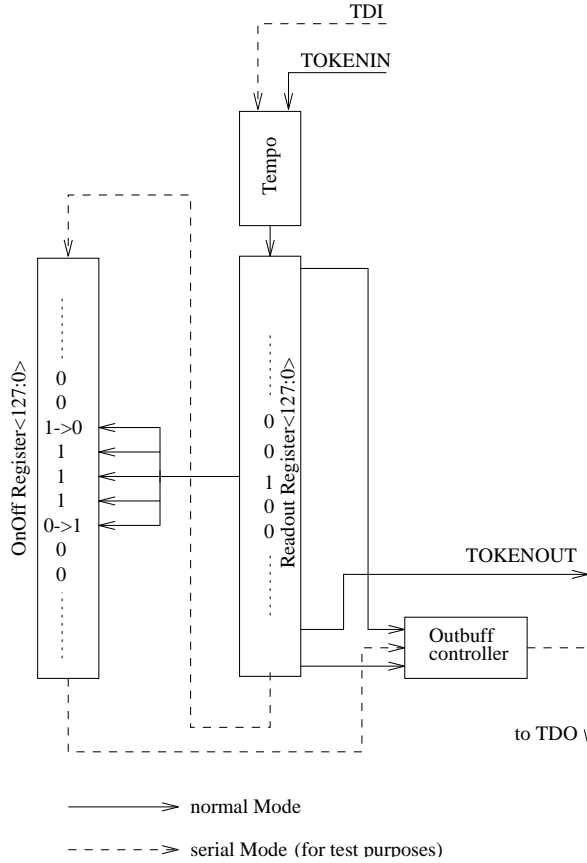 TDI
TOKENIN
Tempo
OnOff Register<127:0>
0
0
1->0
1
1
1
0->1
0
0
Readout Register<127:0>
0
0
1
0
0
TOKENOUT
Outbuff
controller
to TDO
normal Mode
serial Mode (for test purposes)